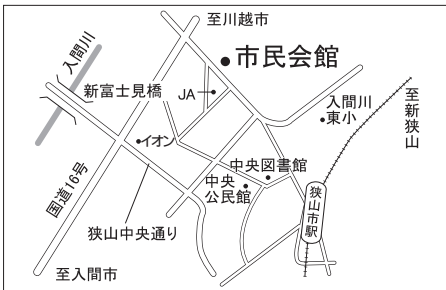 至川越市
●市民会館
入間川
新富士見橋
JA
入間川
東小
至新狭山
イオン
国道16号
中央図書館
中央
公民館
狭山市駅
狭山中央通り
至入間市